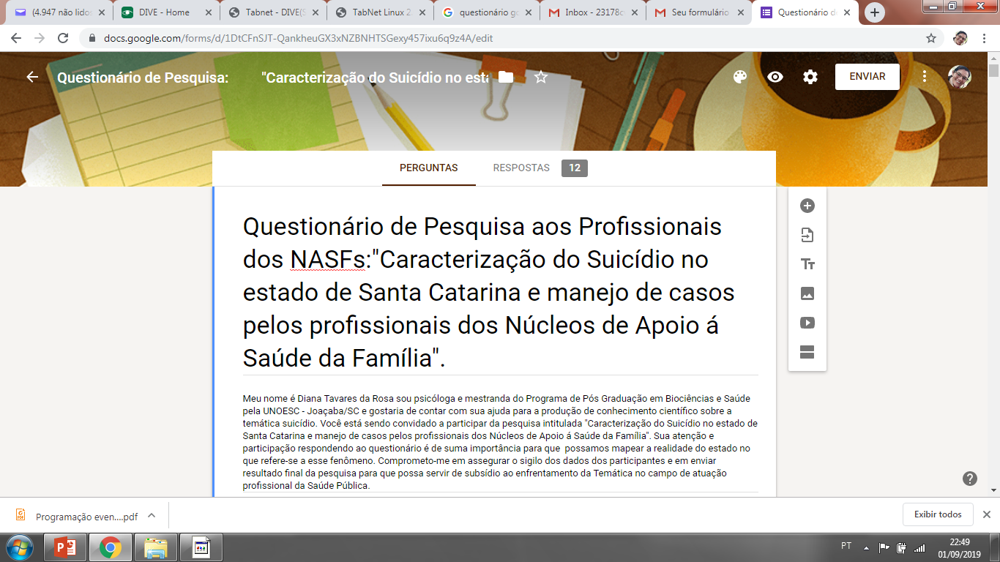 (4.947 não lido
DIVE - Home
Tabnet - DIVE(S
TabNet Linux 2.
questionário go
Inbox - 23178c
Seu formulário
Questionário d
docs.google.com/forms/d/1DtCFnSJT-QankheuGX3xNZBNHTSGexy457ixu6q9z4A/edit
Questionário de Pesquisa: "Caracterização do Suicídio no est
ENVIAR
PERGUNTAS RESPOSTAS 12
Questionário de Pesquisa aos Profissionais
dos NASFs:"Caracterização do Suicídio no
estado de Santa Catarina e manejo de casos
pelos profissionais dos Núcleos de Apoio á
Saúde da Família".
Meu nome é Diana Tavares da Rosa sou psicóloga e mestranda do Programa de Pós Graduação em Biociências e Saúde
pela UNOESC - Joaçaba/SC e gostaria de contar com sua ajuda para a produção de conhecimento científico sobre a
temática suicídio. Você está sendo convidado a participar da pesquisa intitulada "Caracterização do Suicídio no estado de
Santa Catarina e manejo de casos pelos profissionais dos Núcleos de Apoio á Saúde da Família". Sua atenção e
participação respondendo ao questionário é de suma importância para que possamos mapear a realidade do estado no
que refere-se a esse fenômeno. Comprometo-me em assegurar o sigilo dos dados dos participantes e em enviar
resultado final da pesquisa para que possa servir de subsídio ao enfrentamento da Temática no campo de atuação
profissional da Saúde Pública.
Programação even....pdf
Exibir todos
PT
22:49
01/09/2019